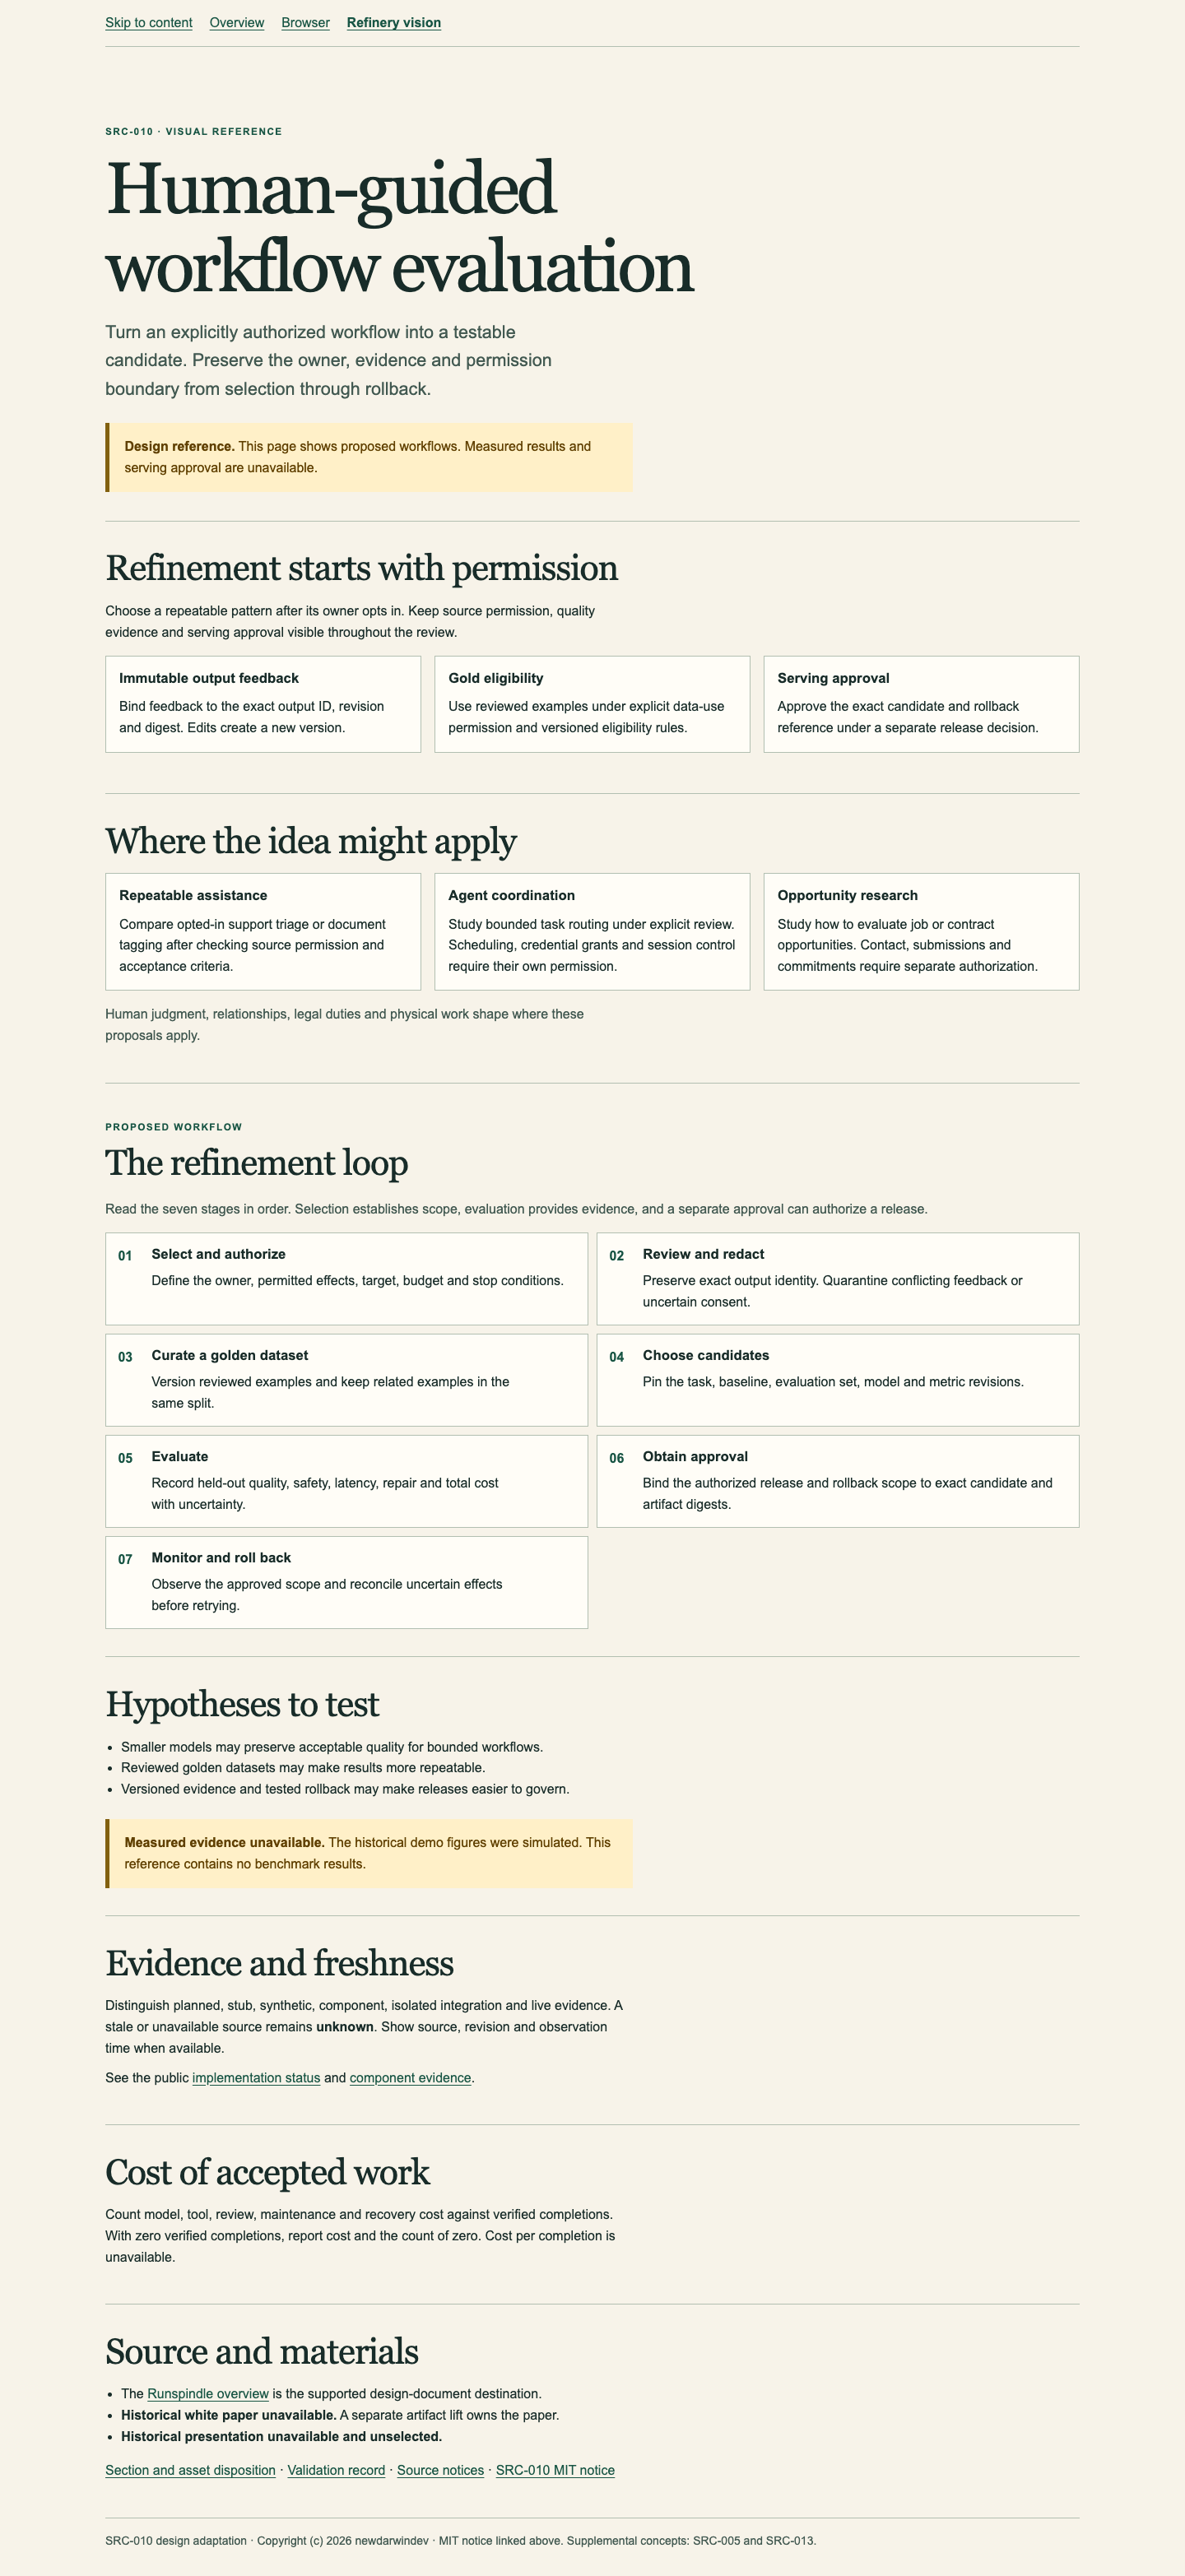 Skip to content Overview Browser Refinery vision
SRC-010 · VISUAL REFERENCE
Human-guided
workflow evaluation
Turn an explicitly authorized workflow into a testable
candidate. Preserve the owner, evidence and permission
boundary from selection through rollback.
Design reference. This page shows proposed workflows. Measured results and
serving approval are unavailable.
Refinement starts with permission
Choose a repeatable pattern after its owner opts in. Keep source permission, quality
evidence and serving approval visible throughout the review.
Immutable output feedback
Bind feedback to the exact output ID, revision
and digest. Edits create a new version.
Gold eligibility
Use reviewed examples under explicit data-use
permission and versioned eligibility rules.
Serving approval
Approve the exact candidate and rollback
reference under a separate release decision.
Where the idea might apply
Repeatable assistance
Compare opted-in support triage or document
tagging after checking source permission and
acceptance criteria.
Agent coordination
Study bounded task routing under explicit review.
Scheduling, credential grants and session control
require their own permission.
Opportunity research
Study how to evaluate job or contract
opportunities. Contact, submissions and
commitments require separate authorization.
Human judgment, relationships, legal duties and physical work shape where these
proposals apply.
PROPOSED WORKFLOW
The refinement loop
Read the seven stages in order. Selection establishes scope, evaluation provides evidence, and a separate approval can authorize a release.
01 Select and authorize
Define the owner, permitted effects, target, budget and stop conditions.
02 Review and redact
Preserve exact output identity. Quarantine conflicting feedback or
uncertain consent.
03 Curate a golden dataset
Version reviewed examples and keep related examples in the
same split.
04 Choose candidates
Pin the task, baseline, evaluation set, model and metric revisions.
05 Evaluate
Record held-out quality, safety, latency, repair and total cost
with uncertainty.
06 Obtain approval
Bind the authorized release and rollback scope to exact candidate and
artifact digests.
07 Monitor and roll back
Observe the approved scope and reconcile uncertain effects
before retrying.
Hypotheses to test
• Smaller models may preserve acceptable quality for bounded workflows.
• Reviewed golden datasets may make results more repeatable.
• Versioned evidence and tested rollback may make releases easier to govern.
Measured evidence unavailable. The historical demo figures were simulated. This
reference contains no benchmark results.
Evidence and freshness
Distinguish planned, stub, synthetic, component, isolated integration and live evidence. A
stale or unavailable source remains unknown. Show source, revision and observation
time when available.
See the public implementation status and component evidence.
Cost of accepted work
Count model, tool, review, maintenance and recovery cost against verified completions.
With zero verified completions, report cost and the count of zero. Cost per completion is
unavailable.
Source and materials
• The Runspindle overview is the supported design-document destination.
• Historical white paper unavailable. A separate artifact lift owns the paper.
• Historical presentation unavailable and unselected.
Section and asset disposition · Validation record · Source notices · SRC-010 MIT notice
SRC-010 design adaptation · Copyright (c) 2026 newdarwindev · MIT notice linked above. Supplemental concepts: SRC-005 and SRC-013.